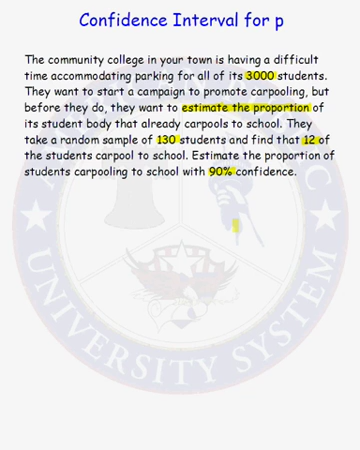 Confidence Interval for p
The community college in your town is having a difficult
time accommodating parking for all of its 3000 students.
They want to start a campaign to promote carpooling, but
before they do, they want to estimate the proportion of
its student body that already carpools to school. They
take a random sample of 130 students and find that 12 of
the students carpool to school. Estimate the proportion of
students carpooling to school with 90% confidence.
UNIVERSITY SYSTEM